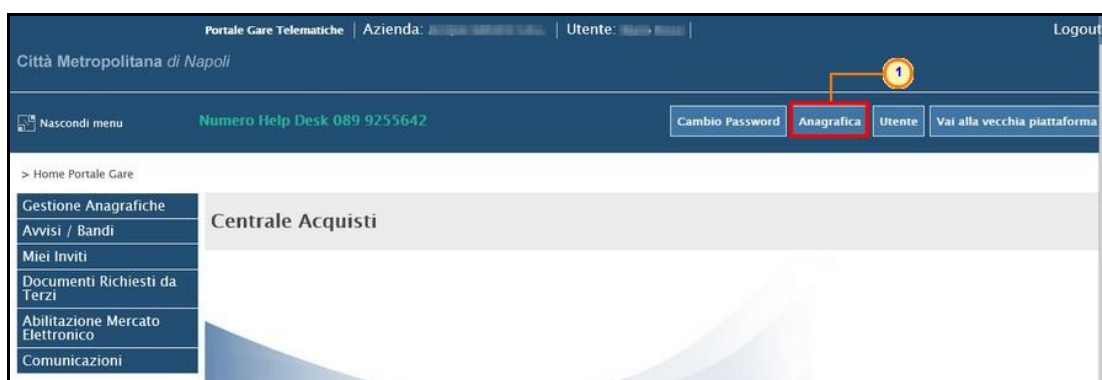 Portale Gare Telematiche | Azienda: | Utente: | Logout
Città Metropolitana di Napoli
1
Nascondi menu Numero Help Desk 089 9255642 Cambio Password Anagrafica Utente Vai alla vecchia piattaforma
> Home Portale Gare
Gestione Anagrafiche
Centrale Acquisti
Avvisi / Bandi
Miei Inviti
Documenti Richiesti da
Terzi
Abilitazione Mercato
Elettronico
Comunicazioni